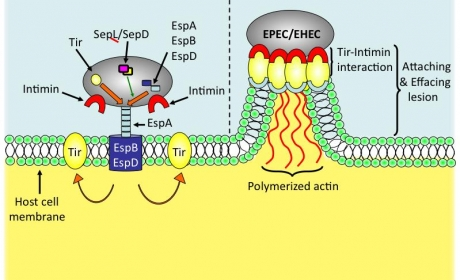 EspA
EspB
EspD
SepL/SepD
Tir
Intimin
Intimin
EspA
Tir
EspB
EspD
Tir
Host cell
membrane
EPEC/EHEC
Tir-Intimin
interaction
Attaching
& Effacing
lesion
Polymerized actin